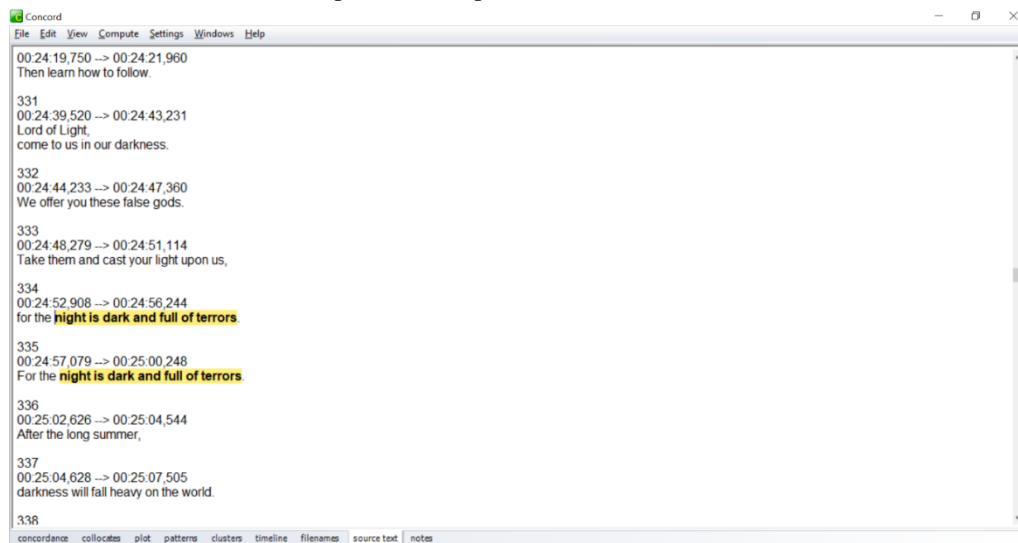 Concord
File Edit View Compute Settings Windows Help
00:24:19,750 --> 00:24:21,960
Then learn how to follow.
331
00:24:39,520 --> 00:24:43,231
Lord of Light,
come to us in our darkness.
332
00:24:44,233 --> 00:24:47,360
We offer you these false gods.
333
00:24:48,279 --> 00:24:51,114
Take them and cast your light upon us,
334
00:24:52,908 --> 00:24:56,244
for the night is dark and full of terrors.
335
00:24:57,079 --> 00:25:00,248
For the night is dark and full of terrors.
336
00:25:02,626 --> 00:25:04,544
After the long summer,
337
00:25:04,628 --> 00:25:07,505
darkness will fall heavy on the world.
338
concordance collocates plot patterns clusters timeline filenames source text notes